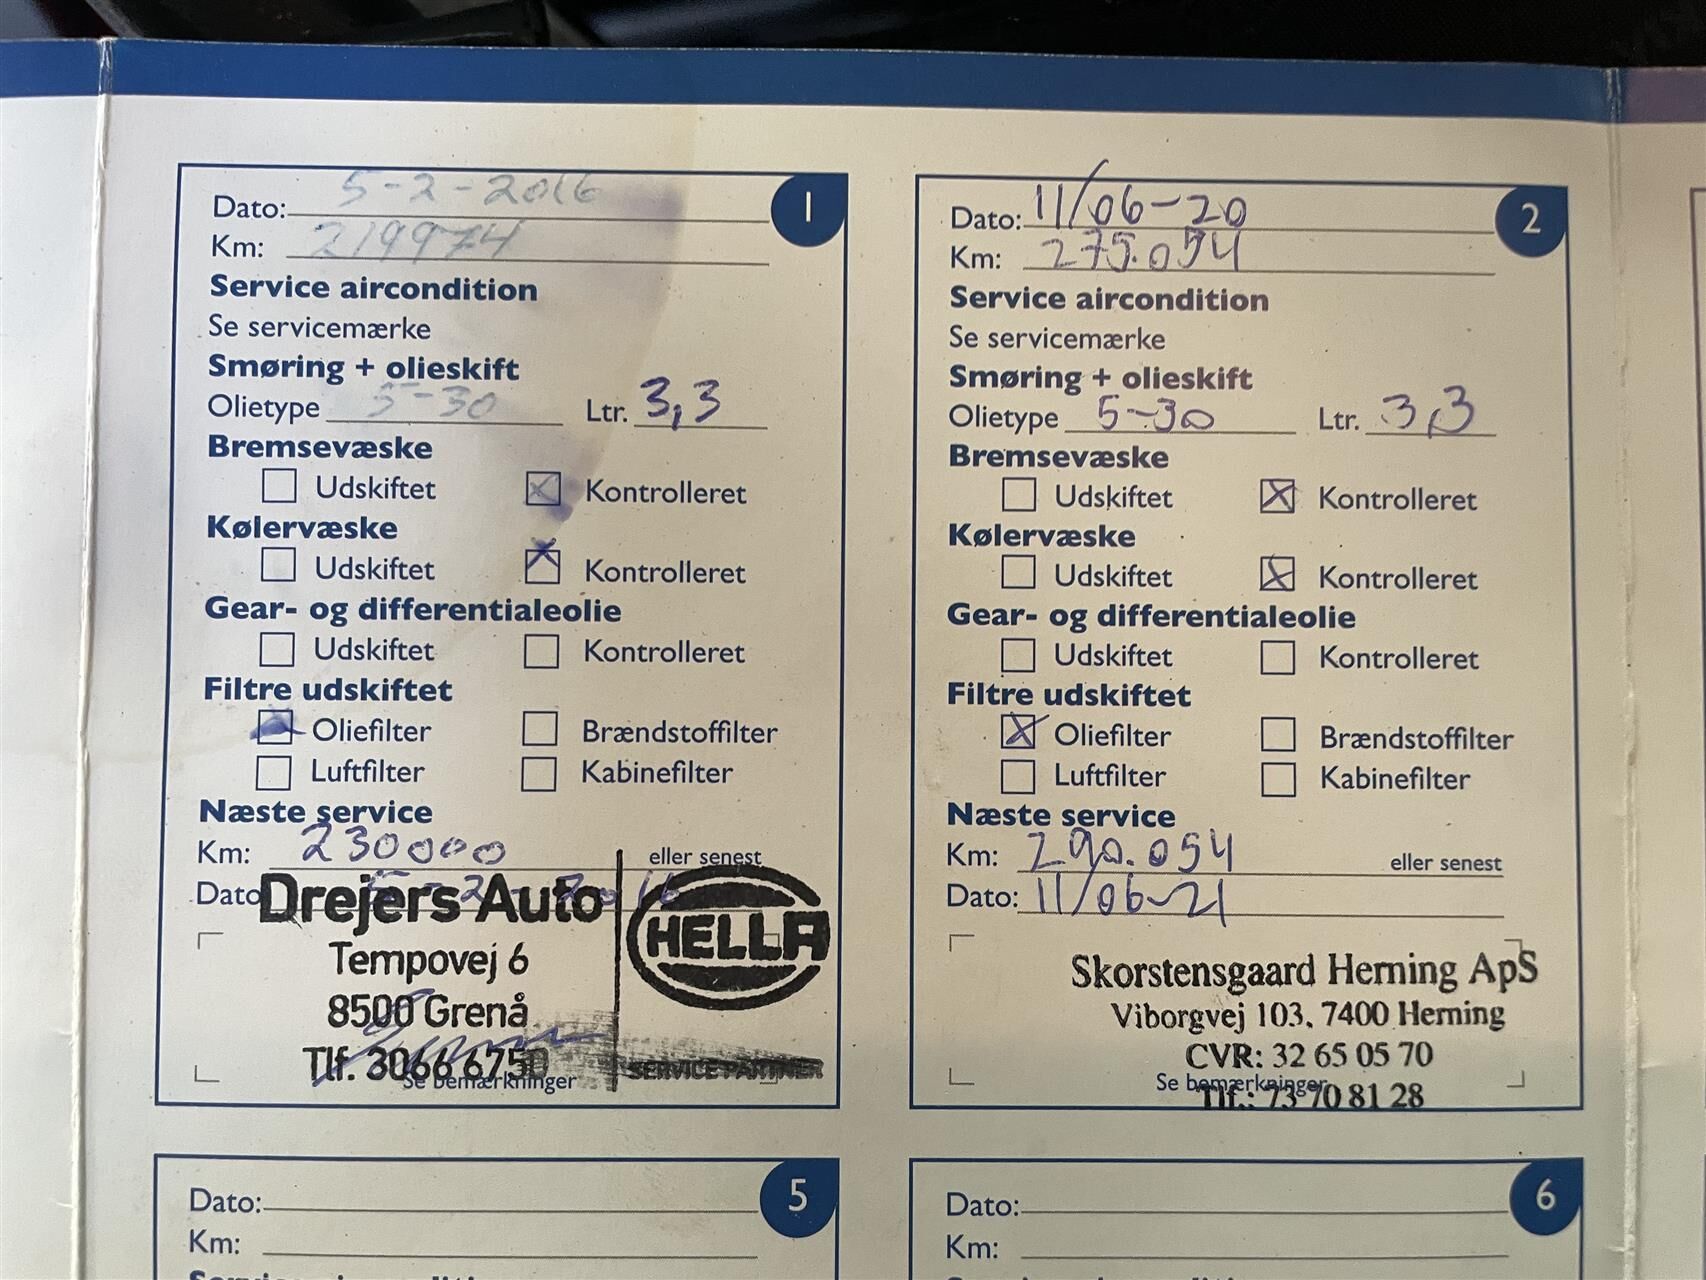 1
Dato: 5-2-2016
Km: 219974
Service aircondition
Se servicemærke
Smøring + olieskift
Olietype 5-30 Ltr. 3,3
Bremsevæske
Udskiftet Kontrolleret
Kølervæske
Udskiftet Kontrolleret
Gear- og differentialeolie
Udskiftet Kontrolleret
Filtre udskiftet
Oliefilter Brændstoffilter
Luftfilter Kabinefilter
Næste service
Km: 230000 eller senest
Dato 5-2-2016
Drejers Auto
HELLA
Tempovej 6
8500 Grenå
Tlf. 3066 6750
SERVICE PARTNER
Se bemærkninger
2
Dato: 11/06-20
Km: 275.054
Service aircondition
Se servicemærke
Smøring + olieskift
Olietype 5-30 Ltr. 3,3
Bremsevæske
Udskiftet Kontrolleret
Kølervæske
Udskiftet Kontrolleret
Gear- og differentialeolie
Udskiftet Kontrolleret
Filtre udskiftet
Oliefilter Brændstoffilter
Luftfilter Kabinefilter
Næste service
Km: 290.054 eller senest
Dato: 11/06-21
Skorstensgaard Herning ApS
Viborgvej 103, 7400 Herning
CVR: 32 65 05 70
Se bemærkninger
Tlf.: 73 70 81 28
5
Dato:
Km:
6
Dato:
Km: